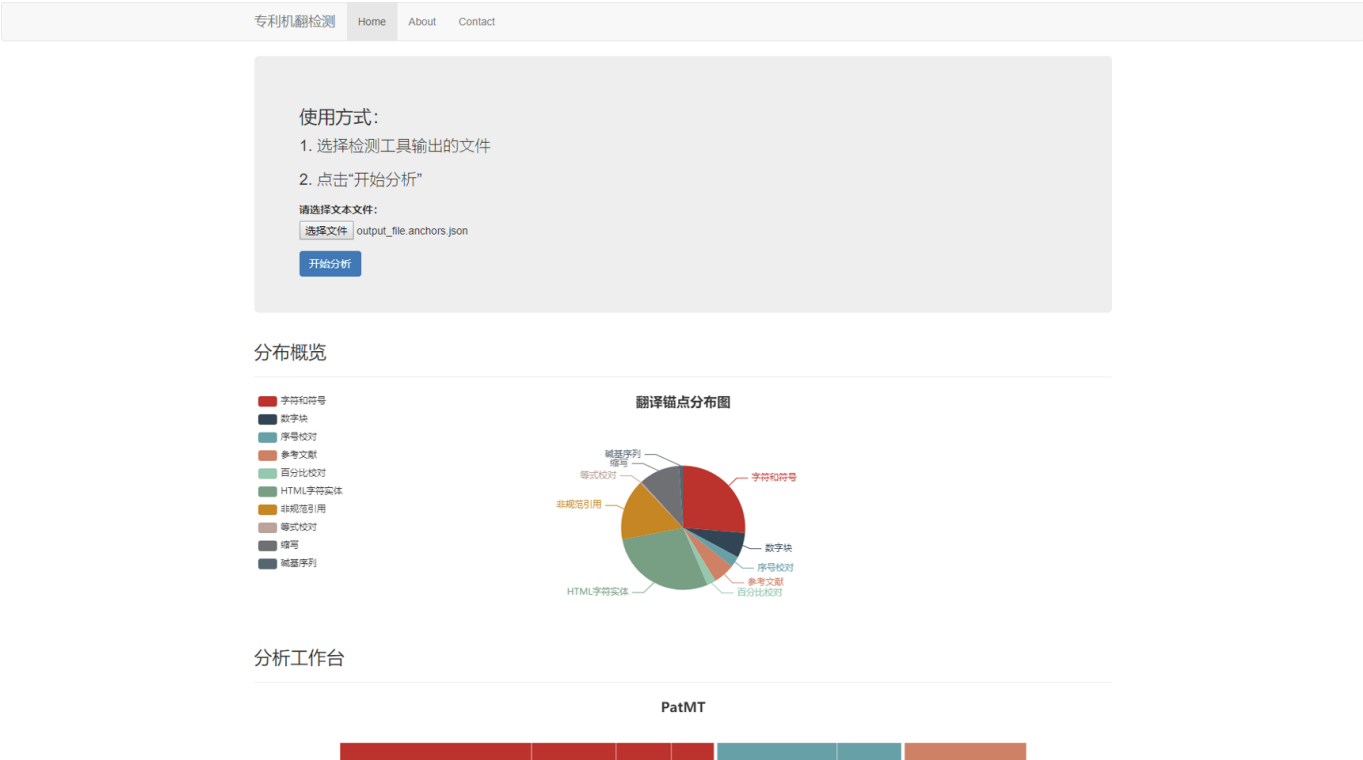 专利机翻检测 Home About Contact
使用方式:
1. 选择检测工具输出的文件
2. 点击“开始分析”
请选择文本文件:
选择文件 output_file.anchors.json
开始分析
分布概览
字符和符号
数字块
序号校对
参考文献
百分比校对
HTML字符实体
非规范引用
等式校对
缩写
碱基序列
翻译锚点分布图
碱基序列
缩写
等式校对
非规范引用
HTML字符实体
字符和符号
数字块
序号校对
参考文献
百分比校对
分析工作台
PatMT